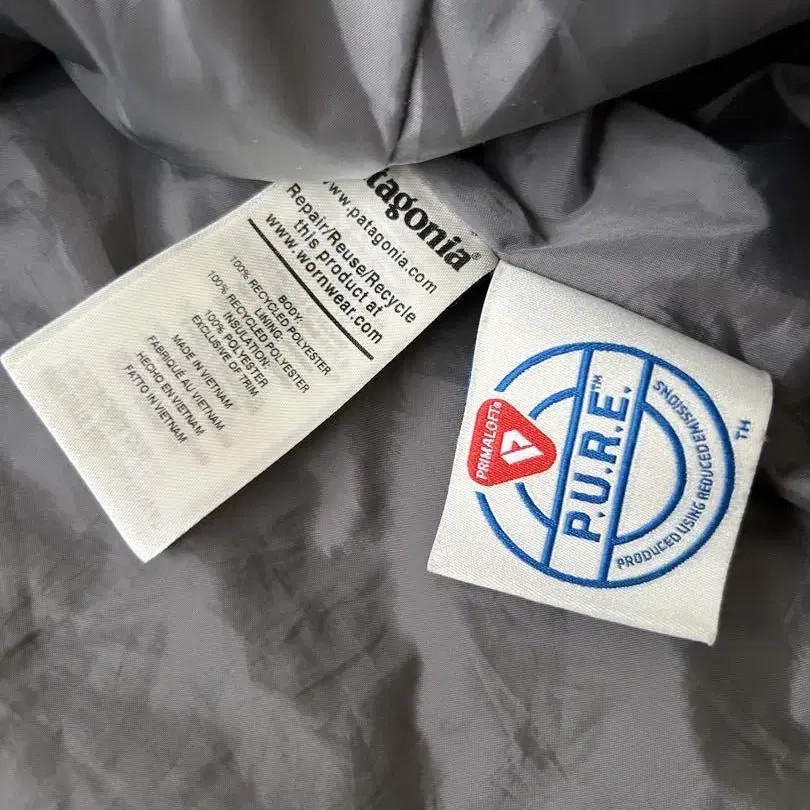 tagonia®
www.patagonia.com
Repair/Reuse/Recycle
this product at
www.wornwear.com
BODY:
100% RECYCLED POLYESTER
LINING:
100% RECYCLED POLYESTER
INSULATION:
100% POLYESTER
EXCLUSIVE OF TRIM
MADE IN VIETNAM
FABRIQUÉ AU VIETNAM
HECHO EN VIETNAM
FATTO IN VIETNAM
PRIMALOFT®
P.U.R.E.™
PRODUCED USING REDUCED EMISSIONS
TM